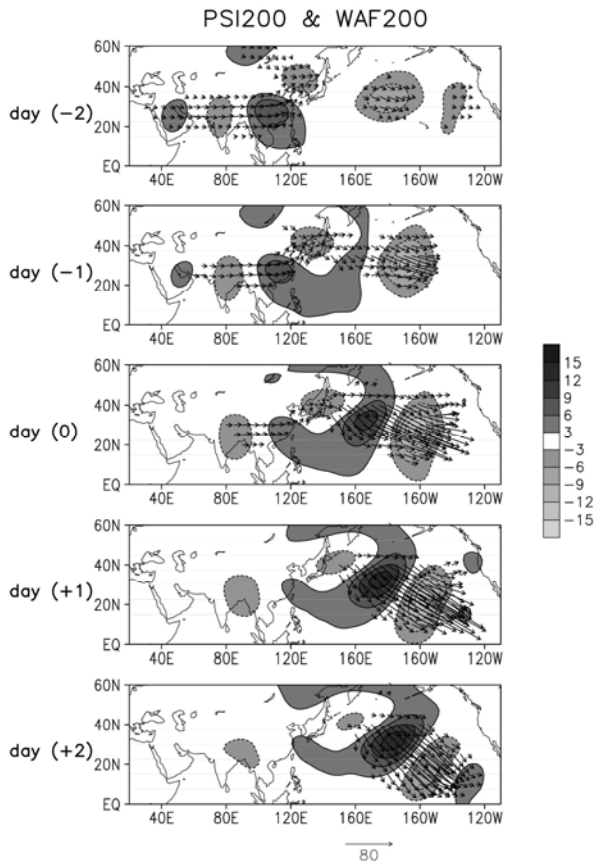 PSI200 & WAF200
60N
40N
day (-2)
20N
EQ
40E 80E 120E 160E 160W 120W
60N
40N
day (-1)
20N
EQ
40E 80E 120E 160E 160W 120W
60N
40N
day (0)
20N
EQ
40E 80E 120E 160E 160W 120W
60N
40N
day (+1)
20N
EQ
40E 80E 120E 160E 160W 120W
60N
40N
day (+2)
20N
EQ
40E 80E 120E 160E 160W 120W
80
15
12
9
6
3
-3
-6
-9
-12
-15